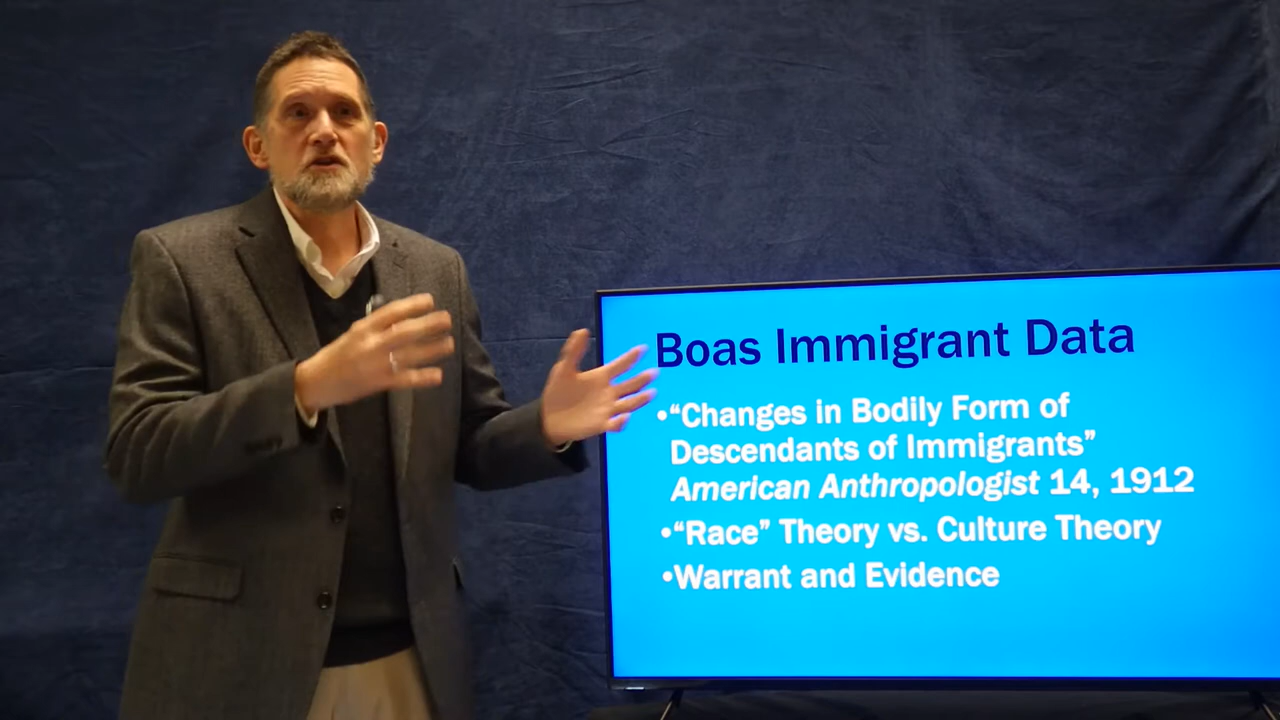 Boas Immigrant Data
•“Changes in Bodily Form of
Descendants of Immigrants”
American Anthropologist 14, 1912
•“Race” Theory vs. Culture Theory
•Warrant and Evidence